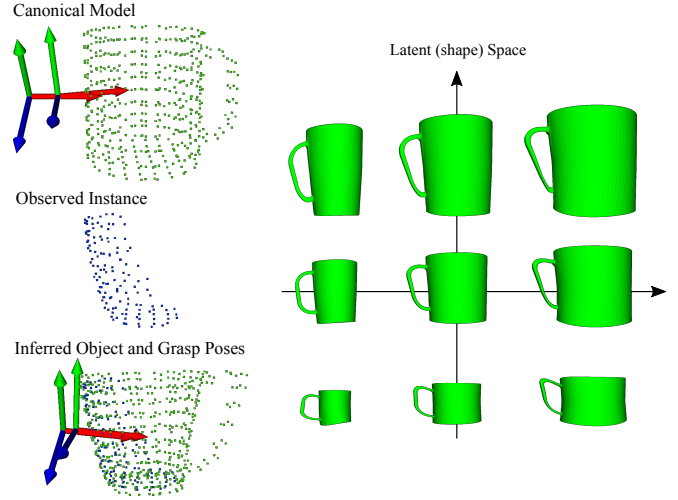 Canonical Model
Latent (shape) Space
Observed Instance
Inferred Object and Grasp Poses